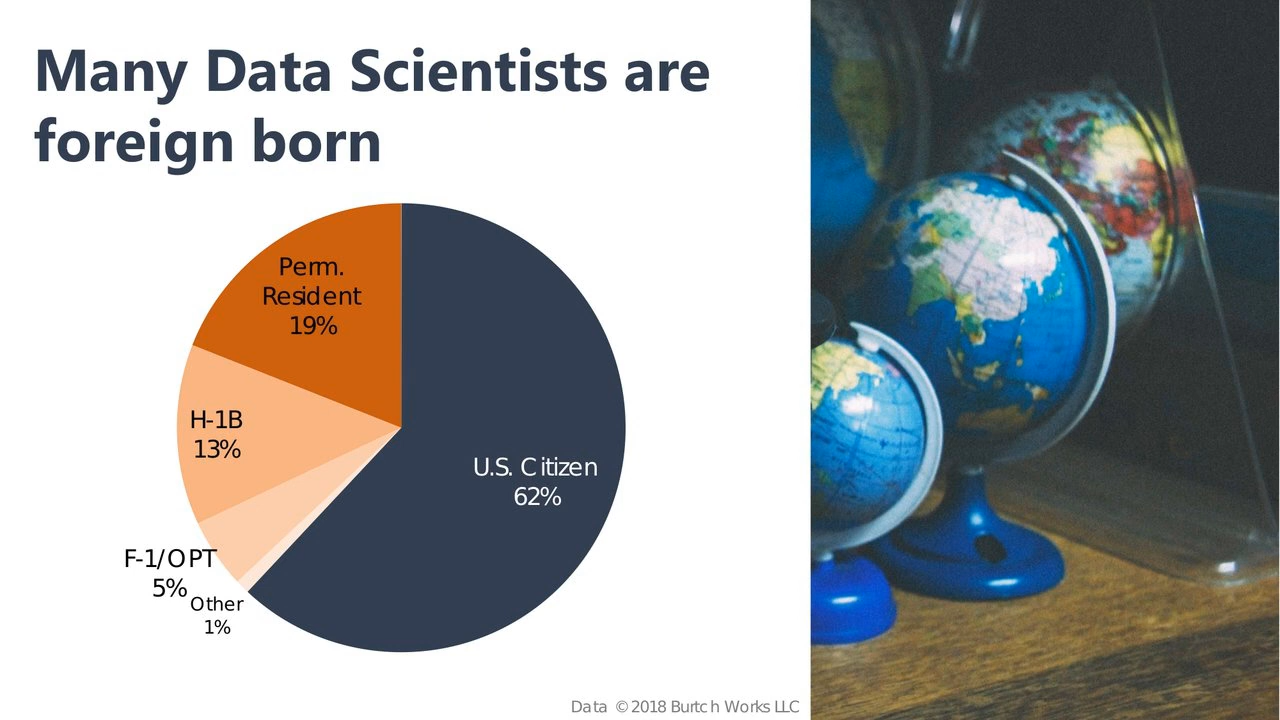 Many Data Scientists are
foreign born
Perm.
Resident
19%
H-1B
13%
U.S. Citizen
62%
F-1/OPT
5%
Other
1%
Data © 2018 Burtch Works LLC